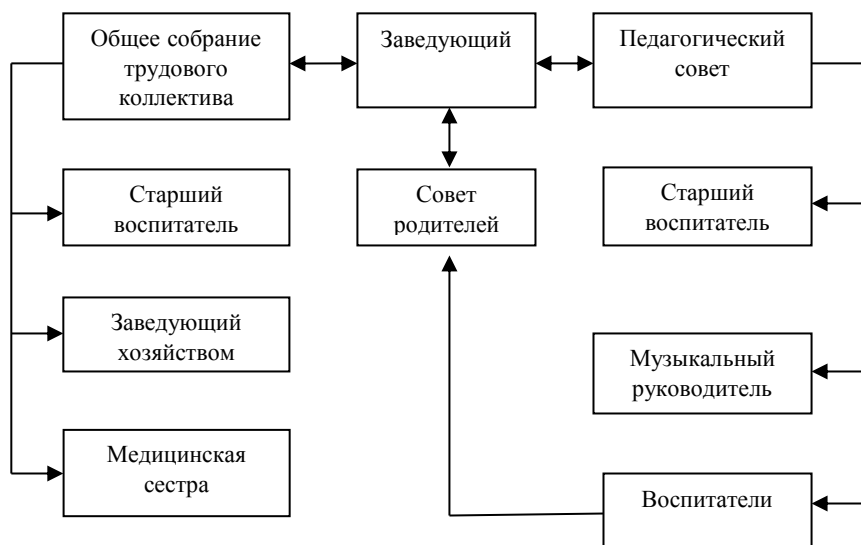 Общее собрание
трудового
коллектива
Заведующий
Педагогический
совет
Старший
воспитатель
Совет
родителей
Старший
воспитатель
Заведующий
хозяйством
Музыкальный
руководитель
Медицинская
сестра
Воспитатели